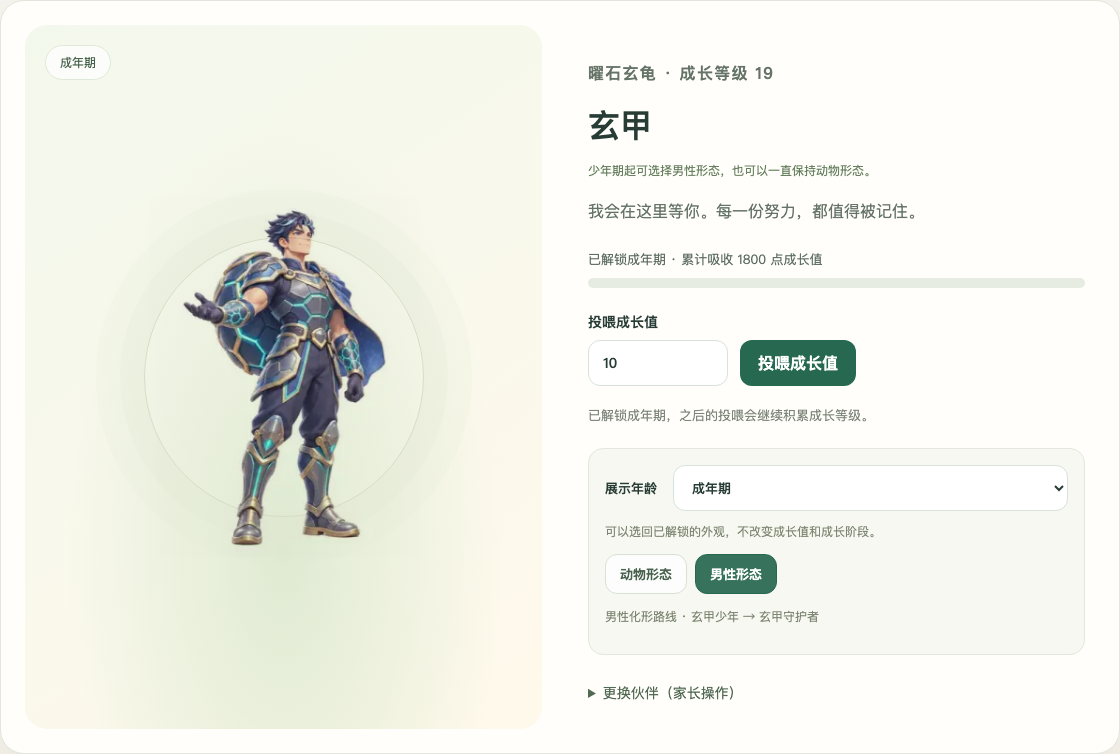 成年期
曜石玄龟 · 成长等级 19
玄甲
少年期起可选择男性形态，也可以一直保持动物形态。
我会在这里等你。每一份努力，都值得被记住。
已解锁成年期 · 累计吸收 1800 点成长值
投喂成长值
10
投喂成长值
已解锁成年期，之后的投喂会继续积累成长等级。
展示年龄
成年期
可以选回已解锁的外观，不改变成长值和成长阶段。
动物形态
男性形态
男性化形路线 · 玄甲少年 → 玄甲守护者
▶ 更换伙伴（家长操作）